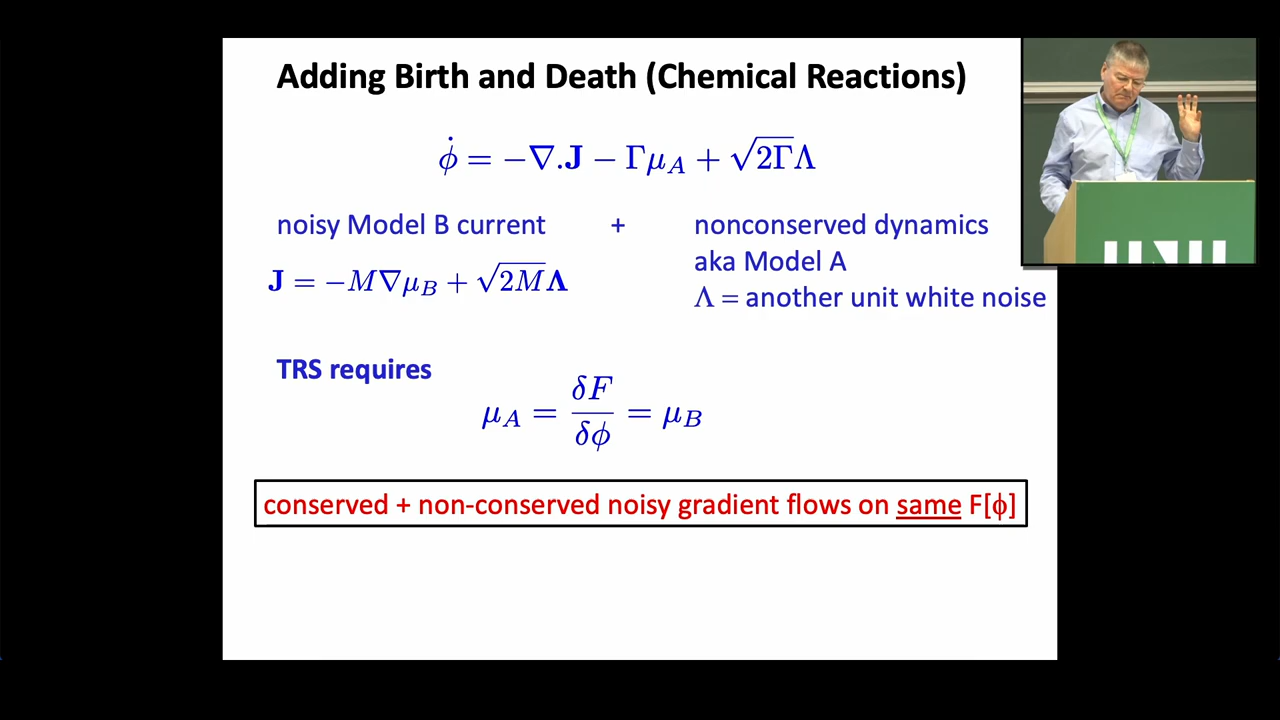 Adding Birth and Death (Chemical Reactions)
φ̇ = −∇.J − Γμ_A + √2Γ Λ
noisy Model B current + nonconserved dynamics
J = −M∇μ_B + √2M Λ
aka Model A
Λ = another unit white noise
TRS requires
μ_A = δF/δφ = μ_B
conserved + non-conserved noisy gradient flows on same F[ϕ]